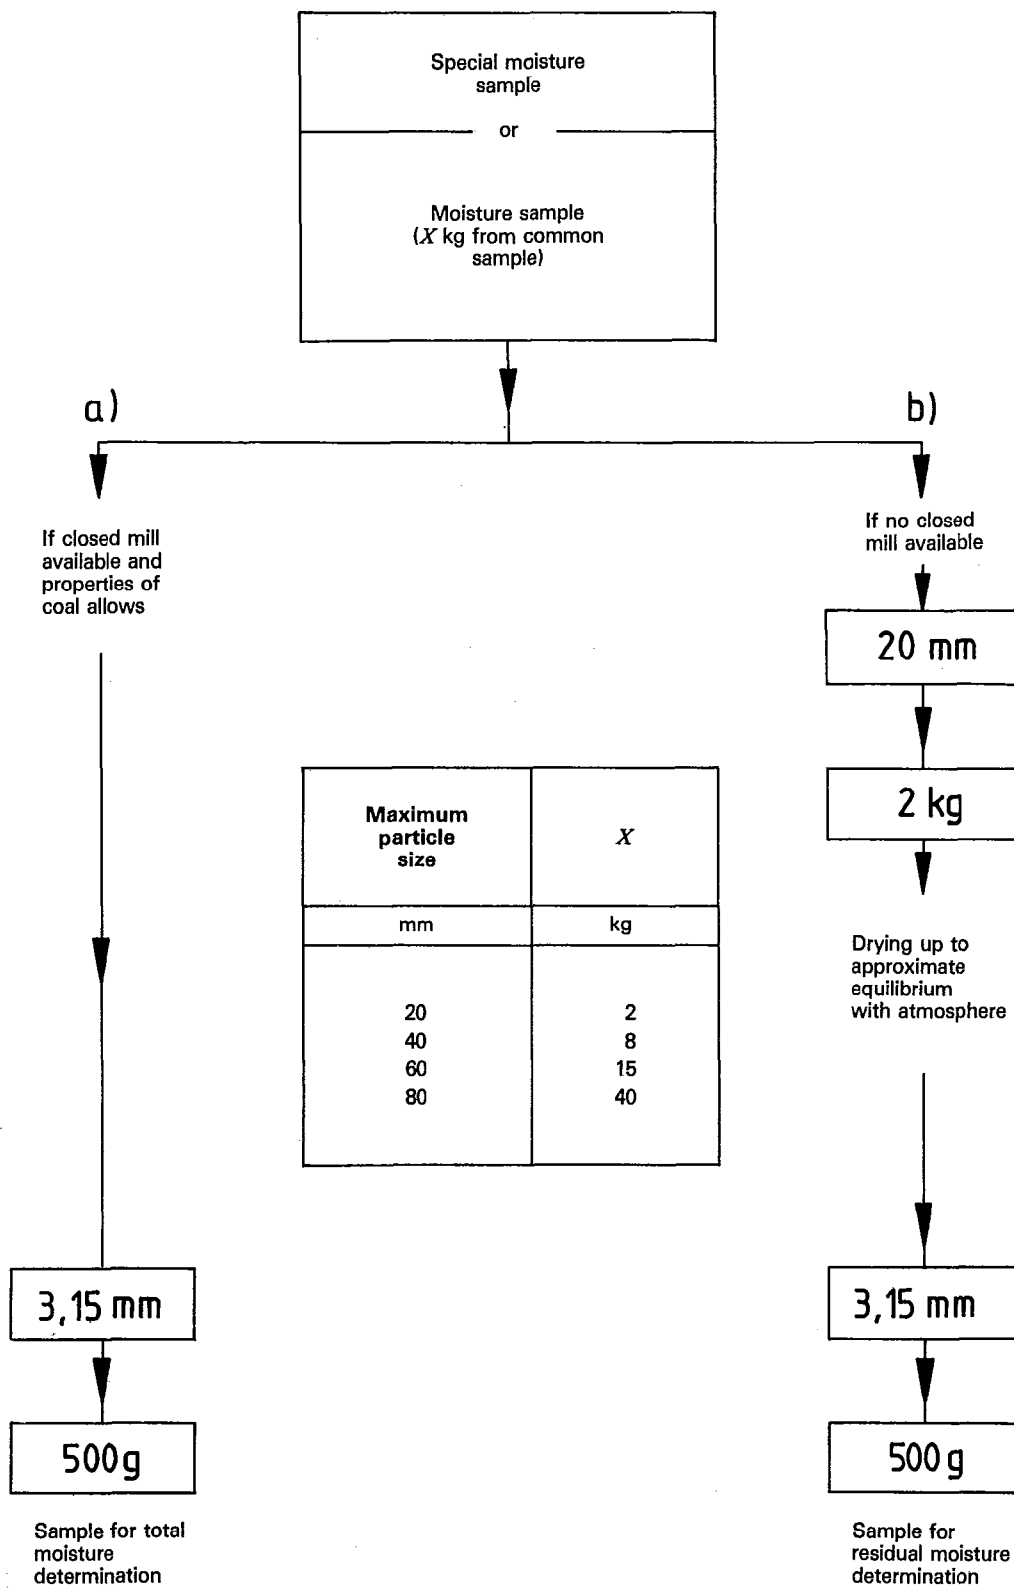 Special moisture
sample
or
Moisture sample
(X kg from common
sample)
a)
b)
If closed mill
available and
properties of
coal allows
3,15 mm
500g
Sample for total
moisture
determination
Maximum
particle
size
X
mm
kg
20
2
40
8
60
15
80
40
If no closed
mill available
20 mm
2 kg
Drying up to
approximate
equilibrium
with atmosphere
3,15 mm
500g
Sample for
residual moisture
determination